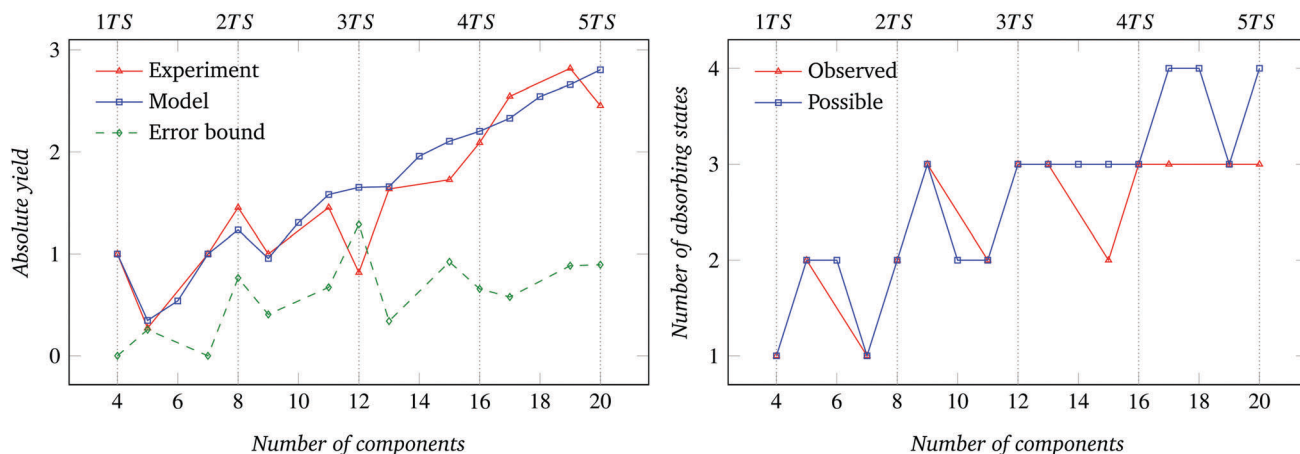 1TS 2TS 3TS 4TS 5TS
3
2
1
0
Absolute yield
Experiment
Model
Error bound
4 6 8 10 12 14 16 18 20
Number of components
1TS 2TS 3TS 4TS 5TS
4
3
2
1
Number of absorbing states
Observed
Possible
4 6 8 10 12 14 16 18 20
Number of components